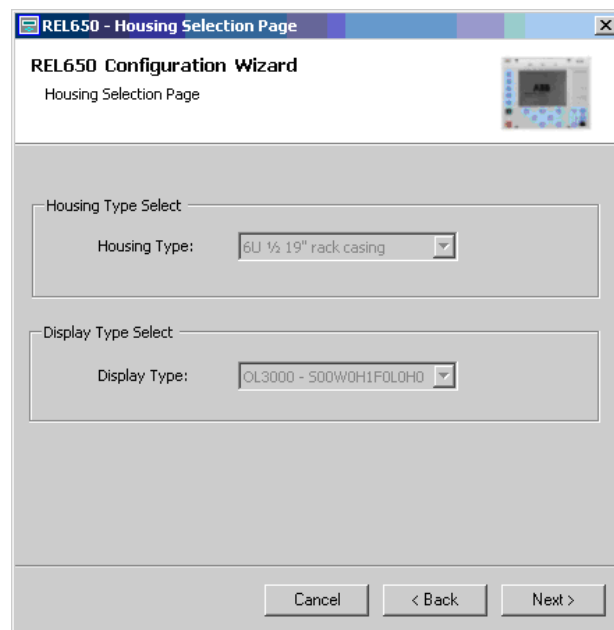 REL650 - Housing Selection Page
REL650 Configuration Wizard
Housing Selection Page
ABB
Housing Type Select
Housing Type:
6U ½ 19" rack casing
Display Type Select
Display Type:
OL3000 - S00W0H1F0L0H0
Cancel
< Back
Next >